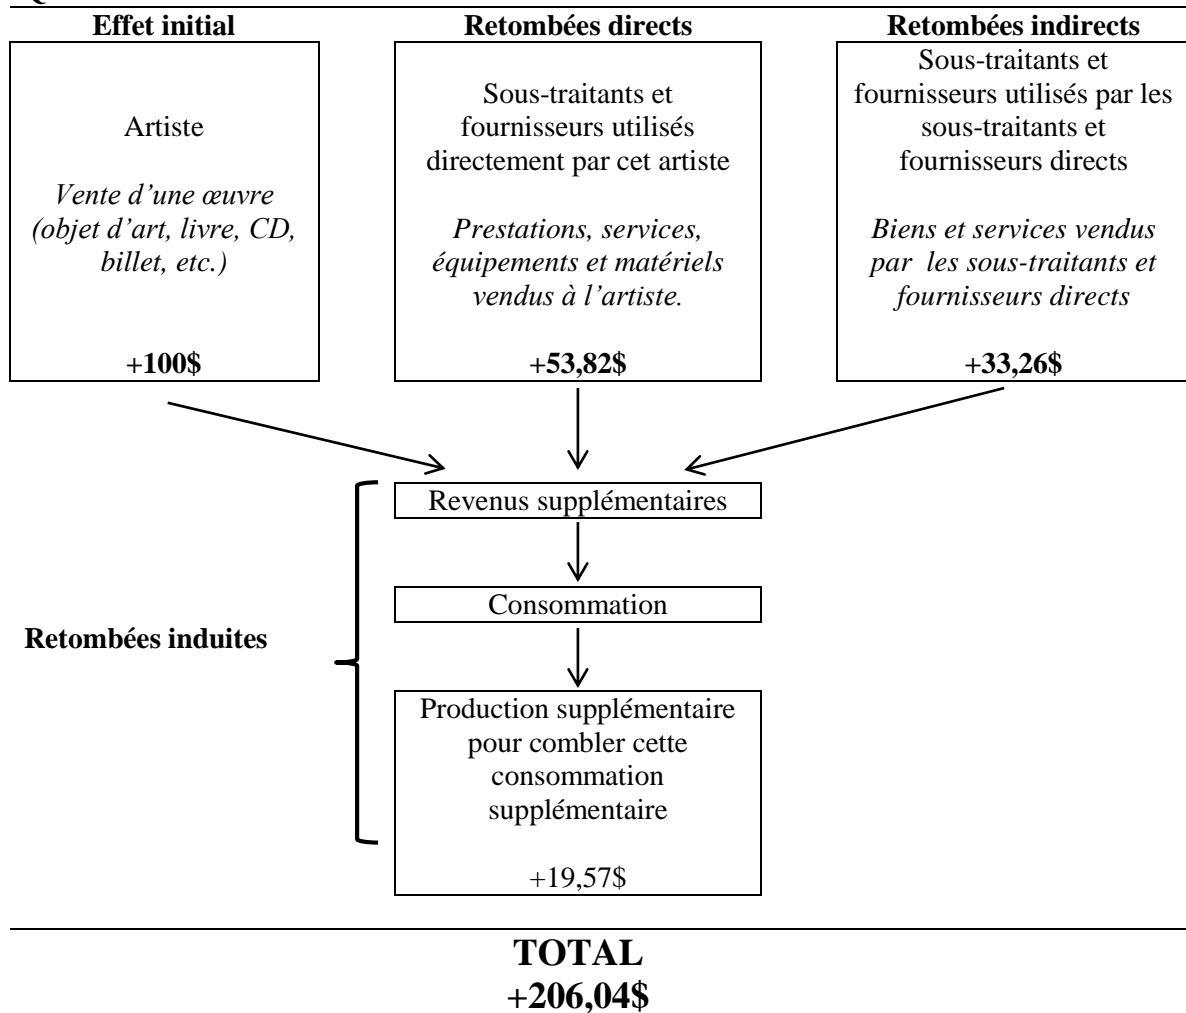 Effet initial
Artiste
Vente d’une œuvre
(objet d’art, livre, CD,
billet, etc.)
+100$
Retombées directs
Sous-traitants et
fournisseurs utilisés
directement par cet artiste
Prestations, services,
équipements et matériels
vendus à l’artiste.
+53,82$
Retombées indirects
Sous-traitants et
fournisseurs utilisés par les
sous-traitants et
fournisseurs directs
Biens et services vendus
par les sous-traitants et
fournisseurs directs
+33,26$
Revenus supplémentaires
Consommation
Retombées induites
Production supplémentaire
pour combler cette
consommation
supplémentaire
+19,57$
TOTAL
+206,04$